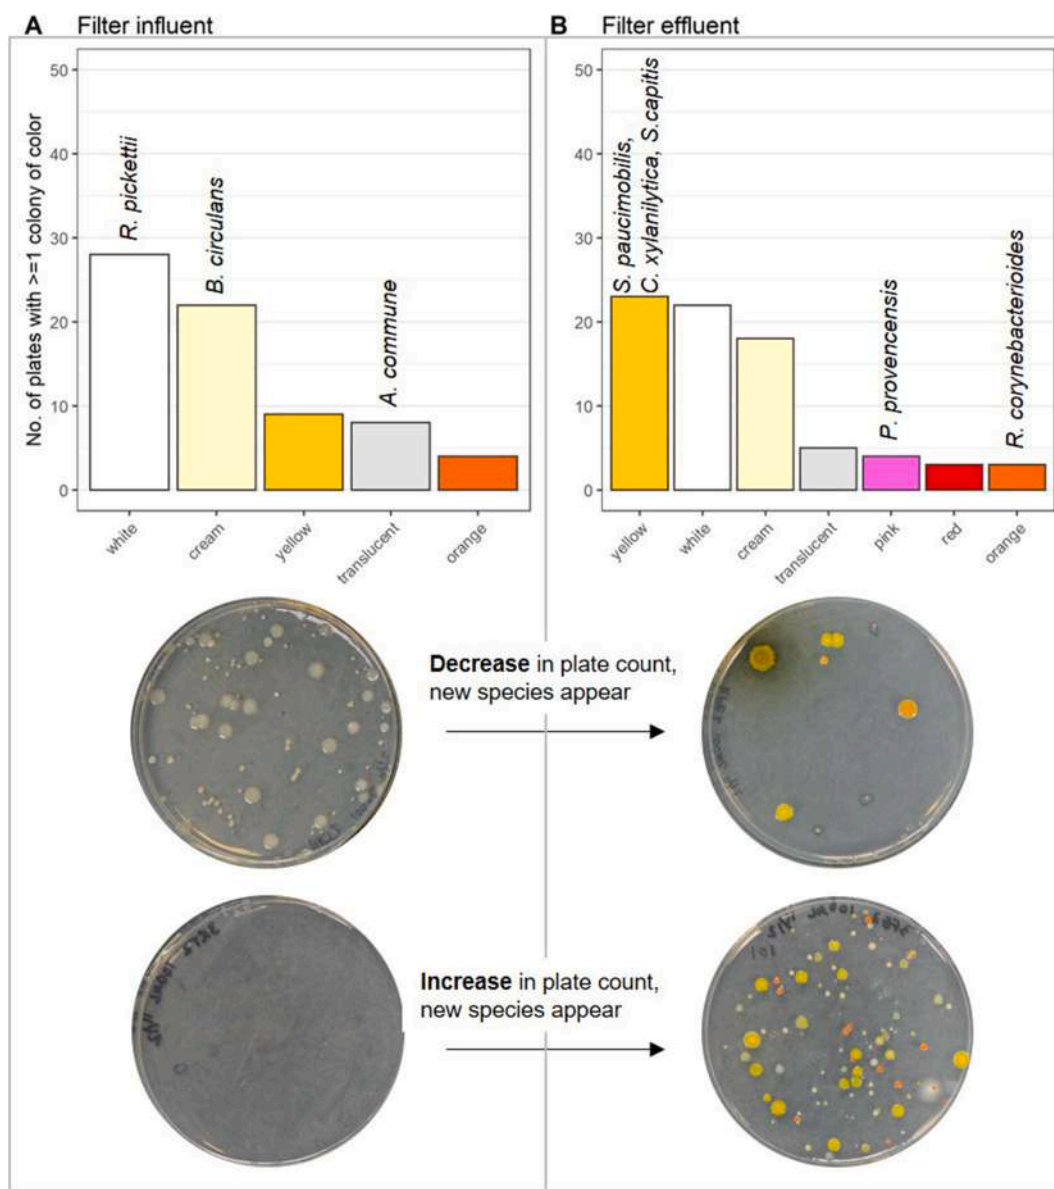 A Filter influent
No. of plates with >=1 colony of color
50
40
30
20
10
0
R. pickettii
B. circulans
A. commune
white
cream
yellow
translucent
orange
B Filter effluent
50
40
30
20
10
0
S. paucimobilis,
C. xylanilytica, S.capitis
P. provencensis
R. corynebacterioides
yellow
white
cream
translucent
pink
red
orange
Decrease in plate count,
new species appear
Increase in plate count,
new species appear